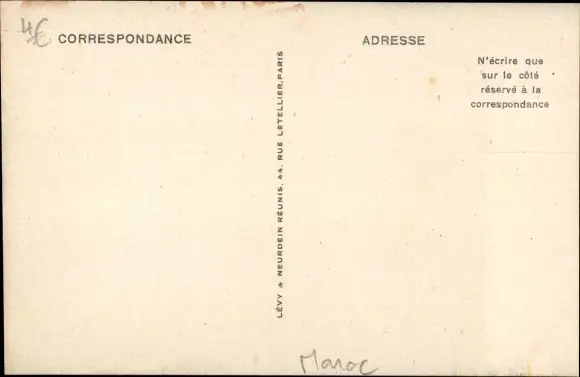 4€
CORRESPONDANCE
ADRESSE
N'écrire que
sur le côté
réservé à la
correspondance
LÉVY & NEURDEIN RÉUNIS, 44, RUE LETELLIER, PARIS
Maroc